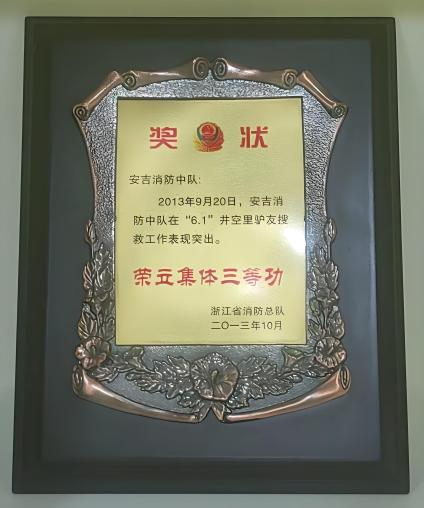 奖 状
安吉消防中队:
2013年9月20日，安吉消
防中队在“6.1”井空里驴友搜
救工作表现突出。
荣立集体三等功
浙江省消防总队
二〇一三年10月